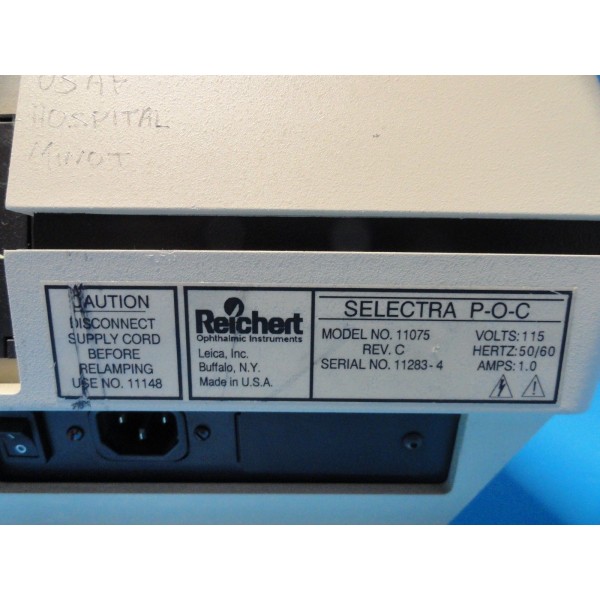 USAF
HOSPITAL
MINOT
CAUTION
DISCONNECT
SUPPLY CORD
BEFORE
RELAMPING
USE NO. 11148
Reichert
Ophthalmic Instruments
Leica, Inc.
Buffalo, N.Y.
Made in U.S.A.
SELECTRA P-O-C
MODEL NO. 11075
REV. C
SERIAL NO. 11283-4
VOLTS: 115
HERTZ: 50/60
AMPS: 1.0